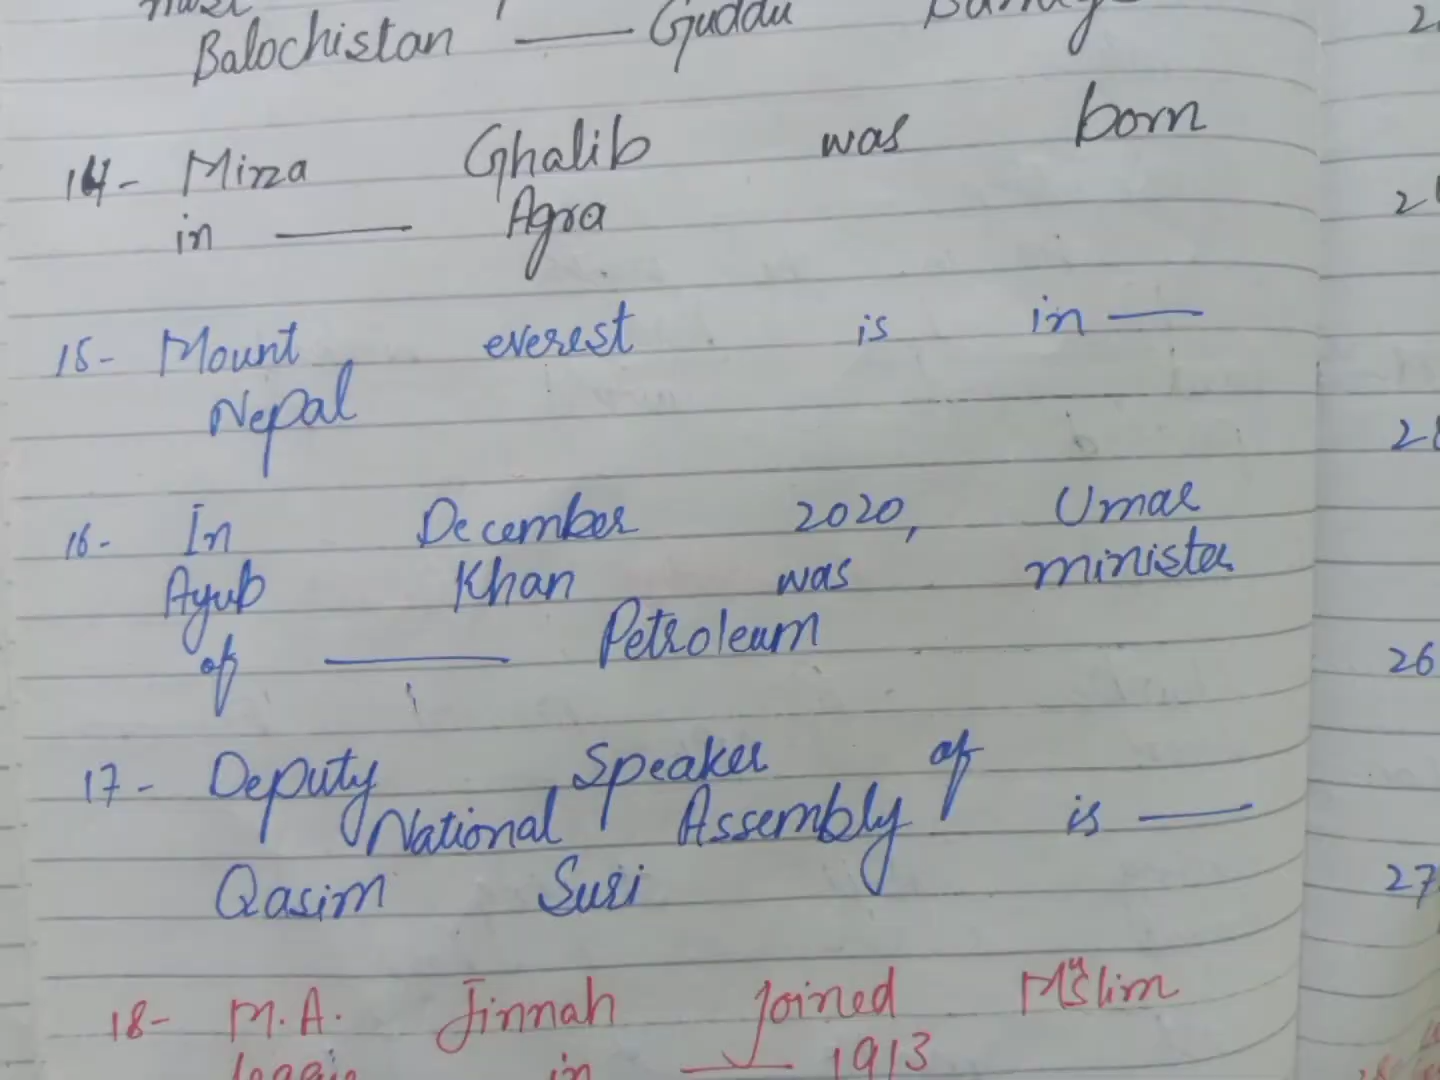 Balochistan — Guddu
14- Mirza Ghalib was born
in — Agra
15- Mount everest is in —
Nepal
16- In December 2020, Umar
Ayub Khan was minister
of — Petroleum
17- Deputy Speaker of
National Assembly is —
Qasim Suri
18- M.A. Jinnah joined Muslim
in — 1913
26
27